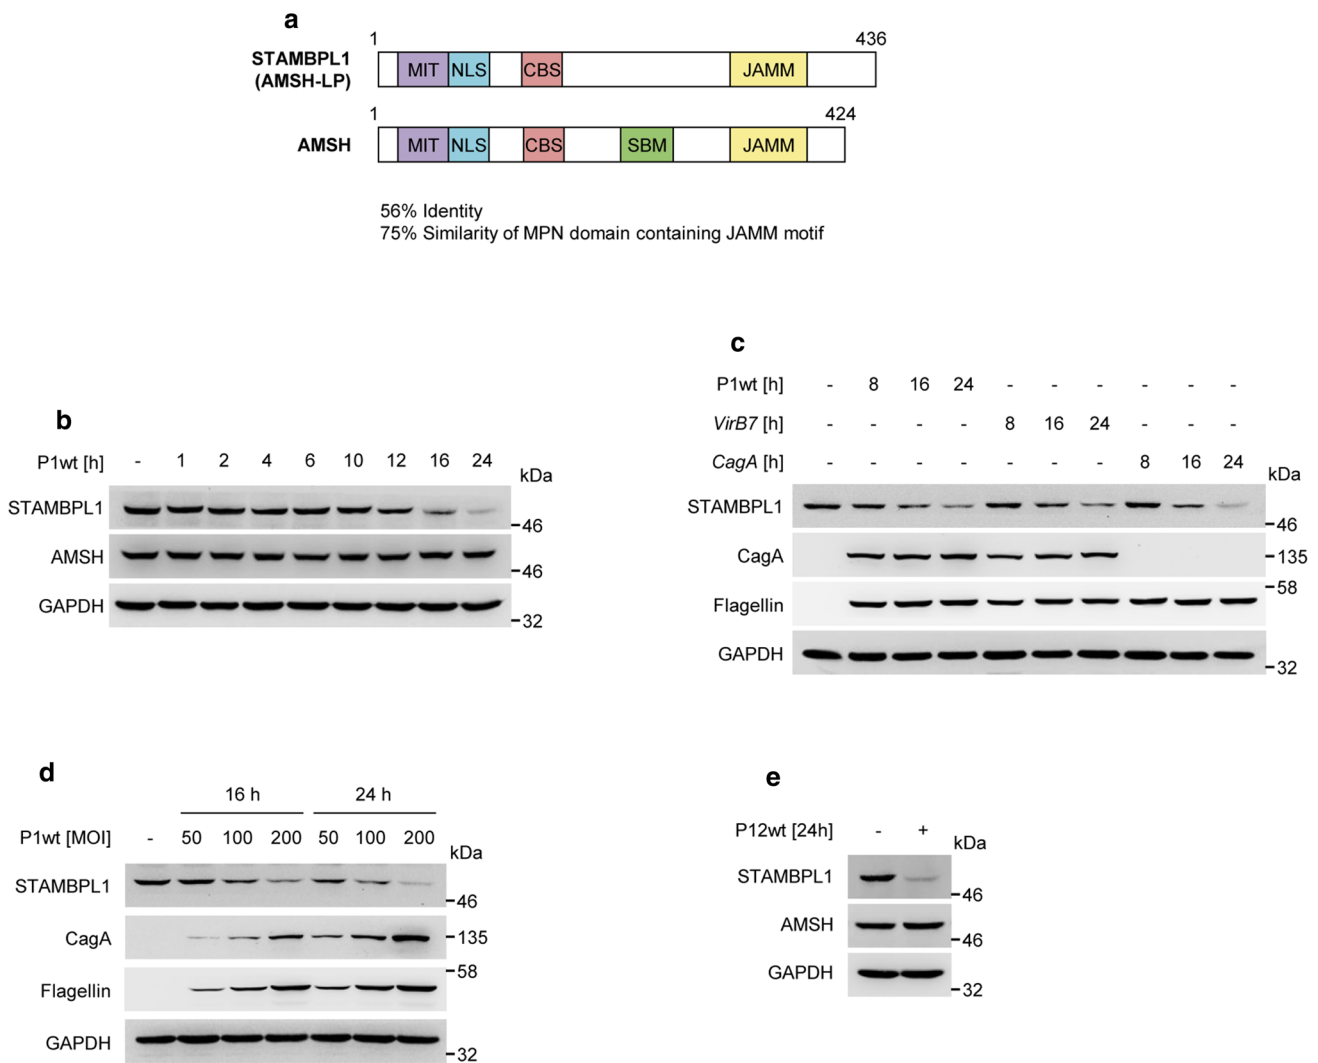 a
1 436
STAMBPL1
(AMSH-LP)
MIT NLS CBS JAMM
1 424
AMSH
MIT NLS CBS SBM JAMM
56% Identity
75% Similarity of MPN domain containing JAMM motif
b
P1wt [h] - 1 2 4 6 10 12 16 24
kDa
STAMBPL1
46
AMSH
46
GAPDH
32
c
P1wt [h] - 8 16 24 - - - - - -
VirB7 [h] - - - - 8 16 24 - - -
CagA [h] - - - - - - - 8 16 24
kDa
STAMBPL1
46
CagA
135
58
Flagellin
GAPDH
32
d
16 h 24 h
P1wt [MOI] - 50 100 200 50 100 200
kDa
STAMBPL1
46
CagA
135
58
Flagellin
GAPDH
32
e
P12wt [24h] - +
kDa
STAMBPL1
46
AMSH
46
GAPDH
32